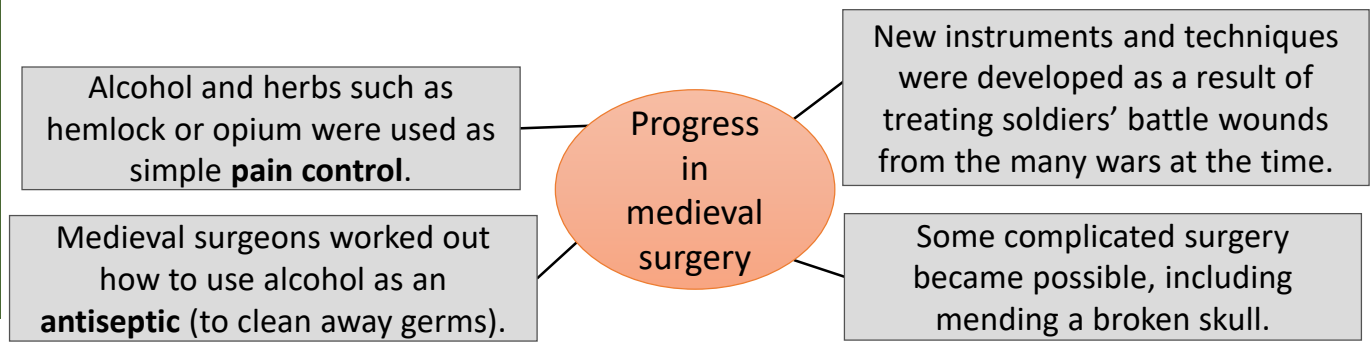 Alcohol and herbs such as
hemlock or opium were used as
simple pain control.
Medieval surgeons worked out
how to use alcohol as an
antiseptic (to clean away germs).
Progress
in
medieval
surgery
New instruments and techniques
were developed as a result of
treating soldiers’ battle wounds
from the many wars at the time.
Some complicated surgery
became possible, including
mending a broken skull.